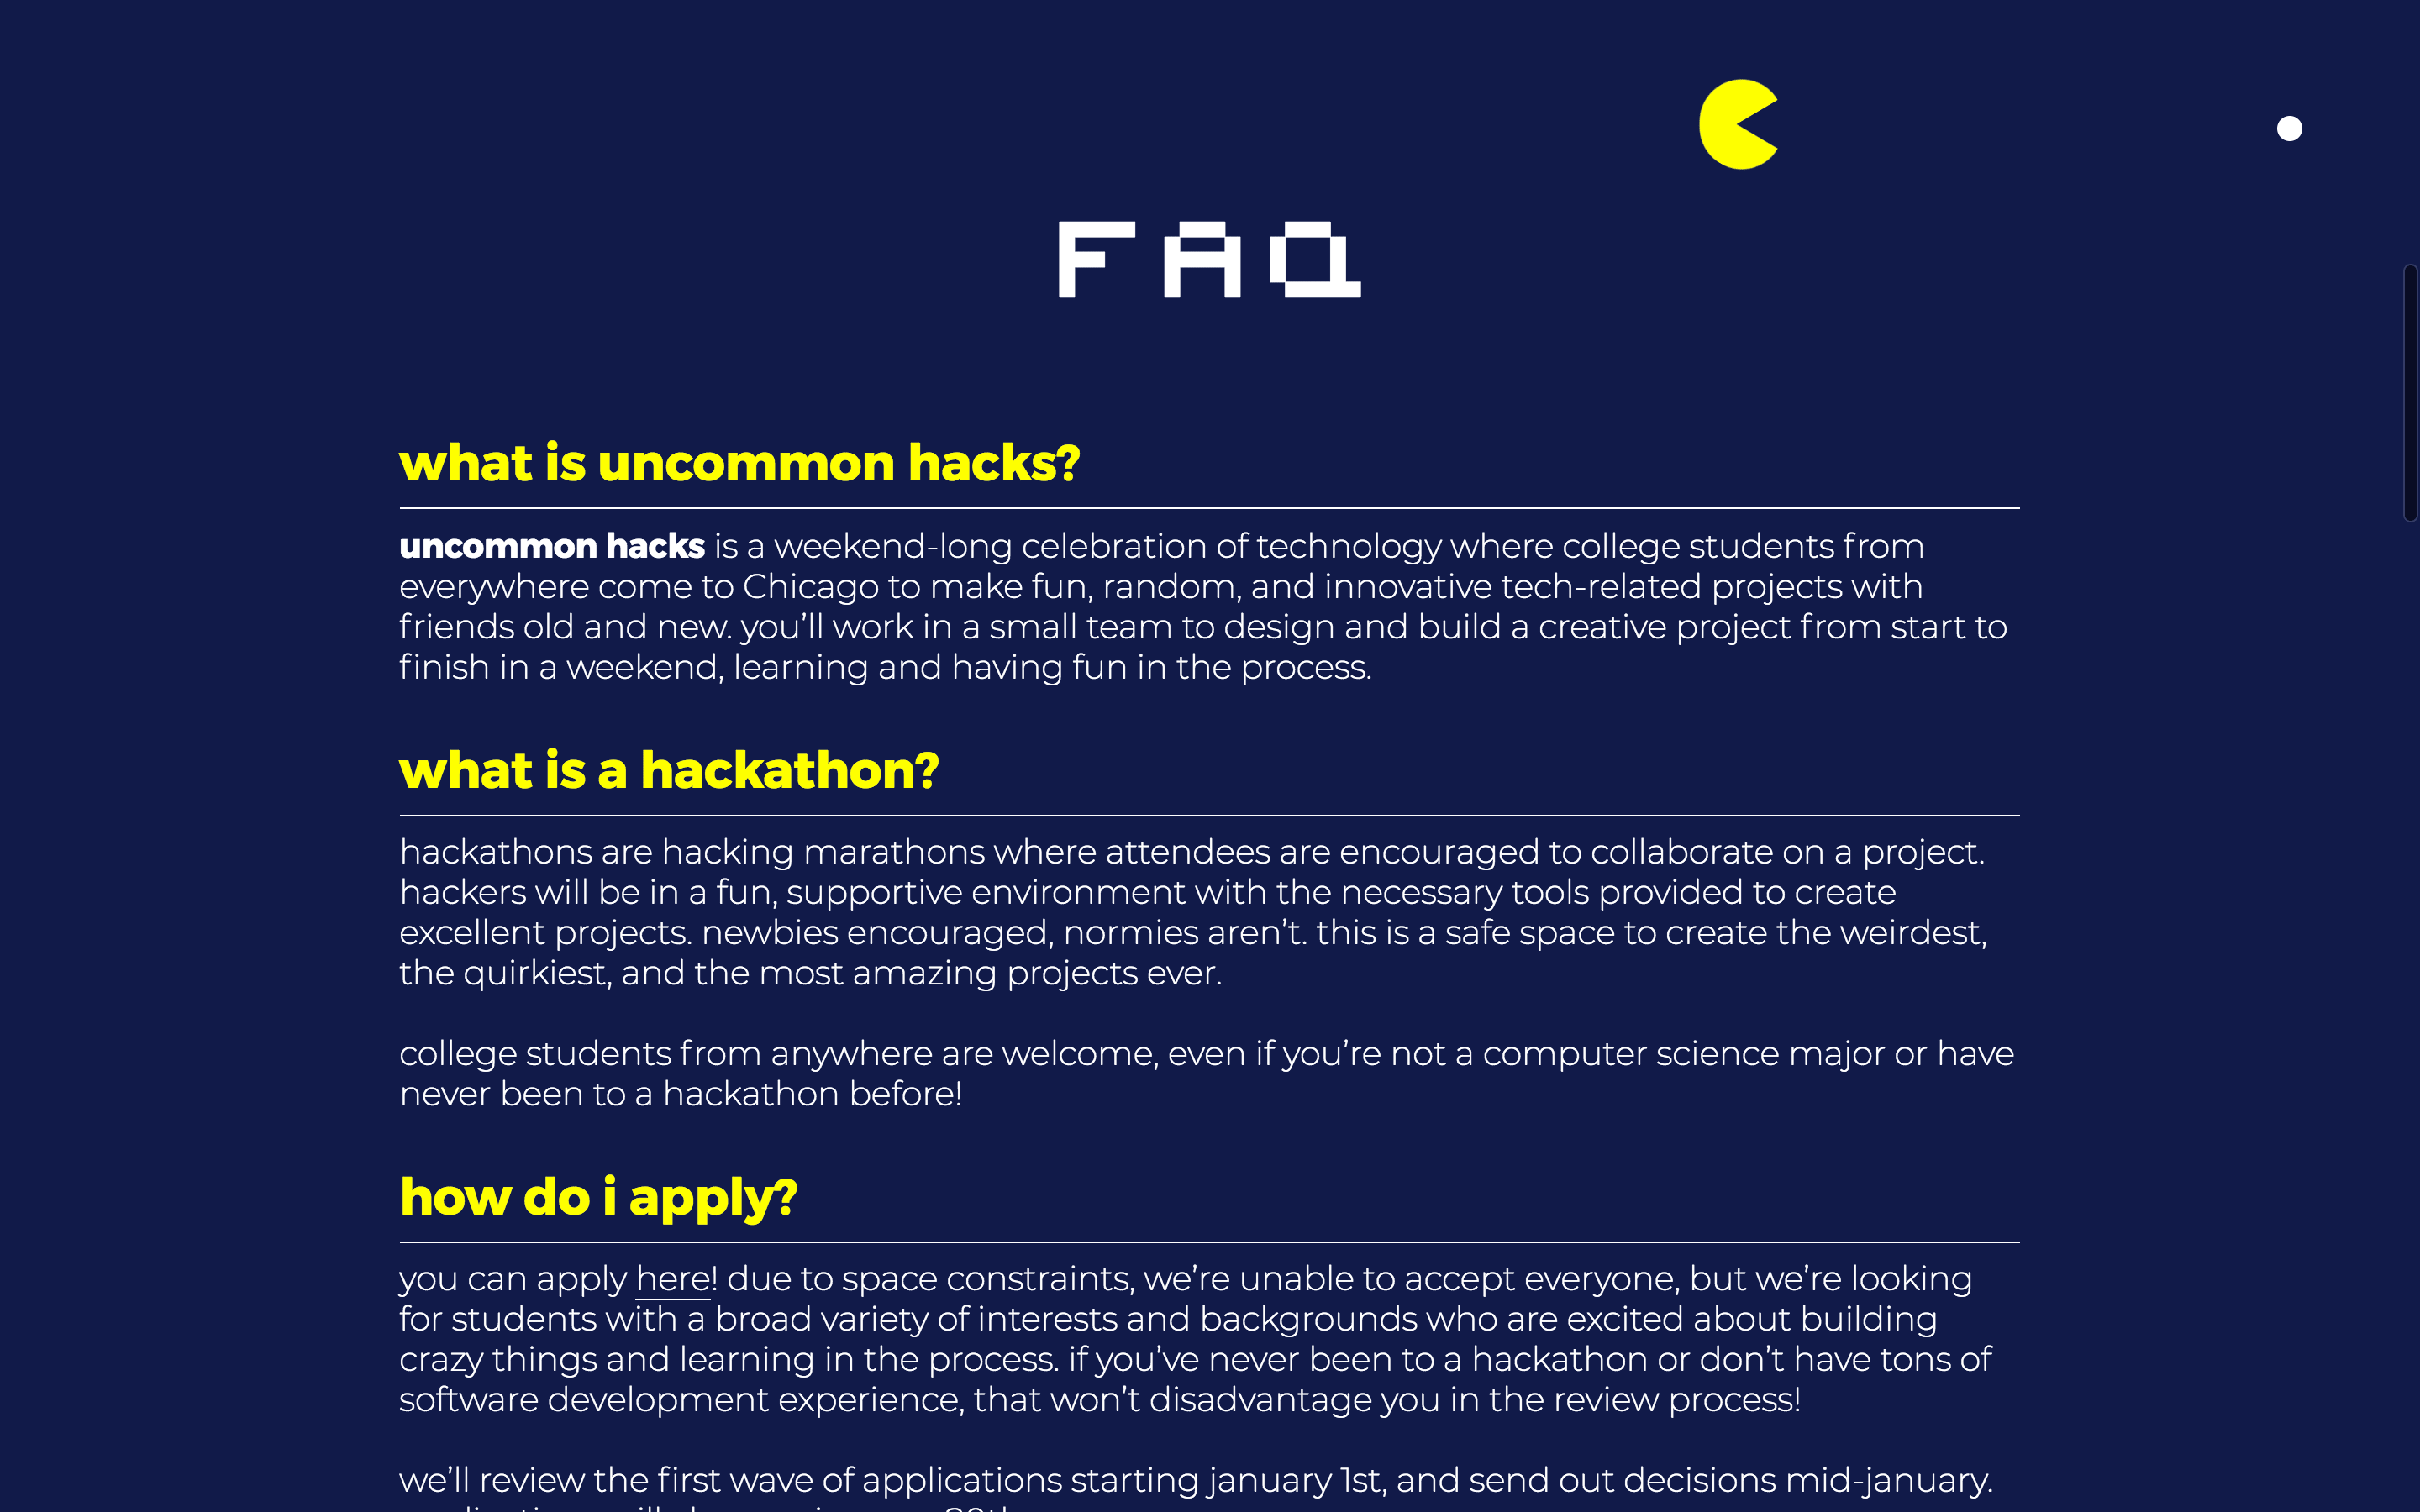 FAQ
what is uncommon hacks?
uncommon hacks is a weekend-long celebration of technology where college students from
everywhere come to Chicago to make fun, random, and innovative tech-related projects with
friends old and new. you’ll work in a small team to design and build a creative project from start to
finish in a weekend, learning and having fun in the process.
what is a hackathon?
hackathons are hacking marathons where attendees are encouraged to collaborate on a project.
hackers will be in a fun, supportive environment with the necessary tools provided to create
excellent projects. newbies encouraged, normies aren’t. this is a safe space to create the weirdest,
the quirkiest, and the most amazing projects ever.
college students from anywhere are welcome, even if you’re not a computer science major or have
never been to a hackathon before!
how do i apply?
you can apply here! due to space constraints, we’re unable to accept everyone, but we’re looking
for students with a broad variety of interests and backgrounds who are excited about building
crazy things and learning in the process. if you’ve never been to a hackathon or don’t have tons of
software development experience, that won’t disadvantage you in the review process!
we’ll review the first wave of applications starting january 1st, and send out decisions mid-january.